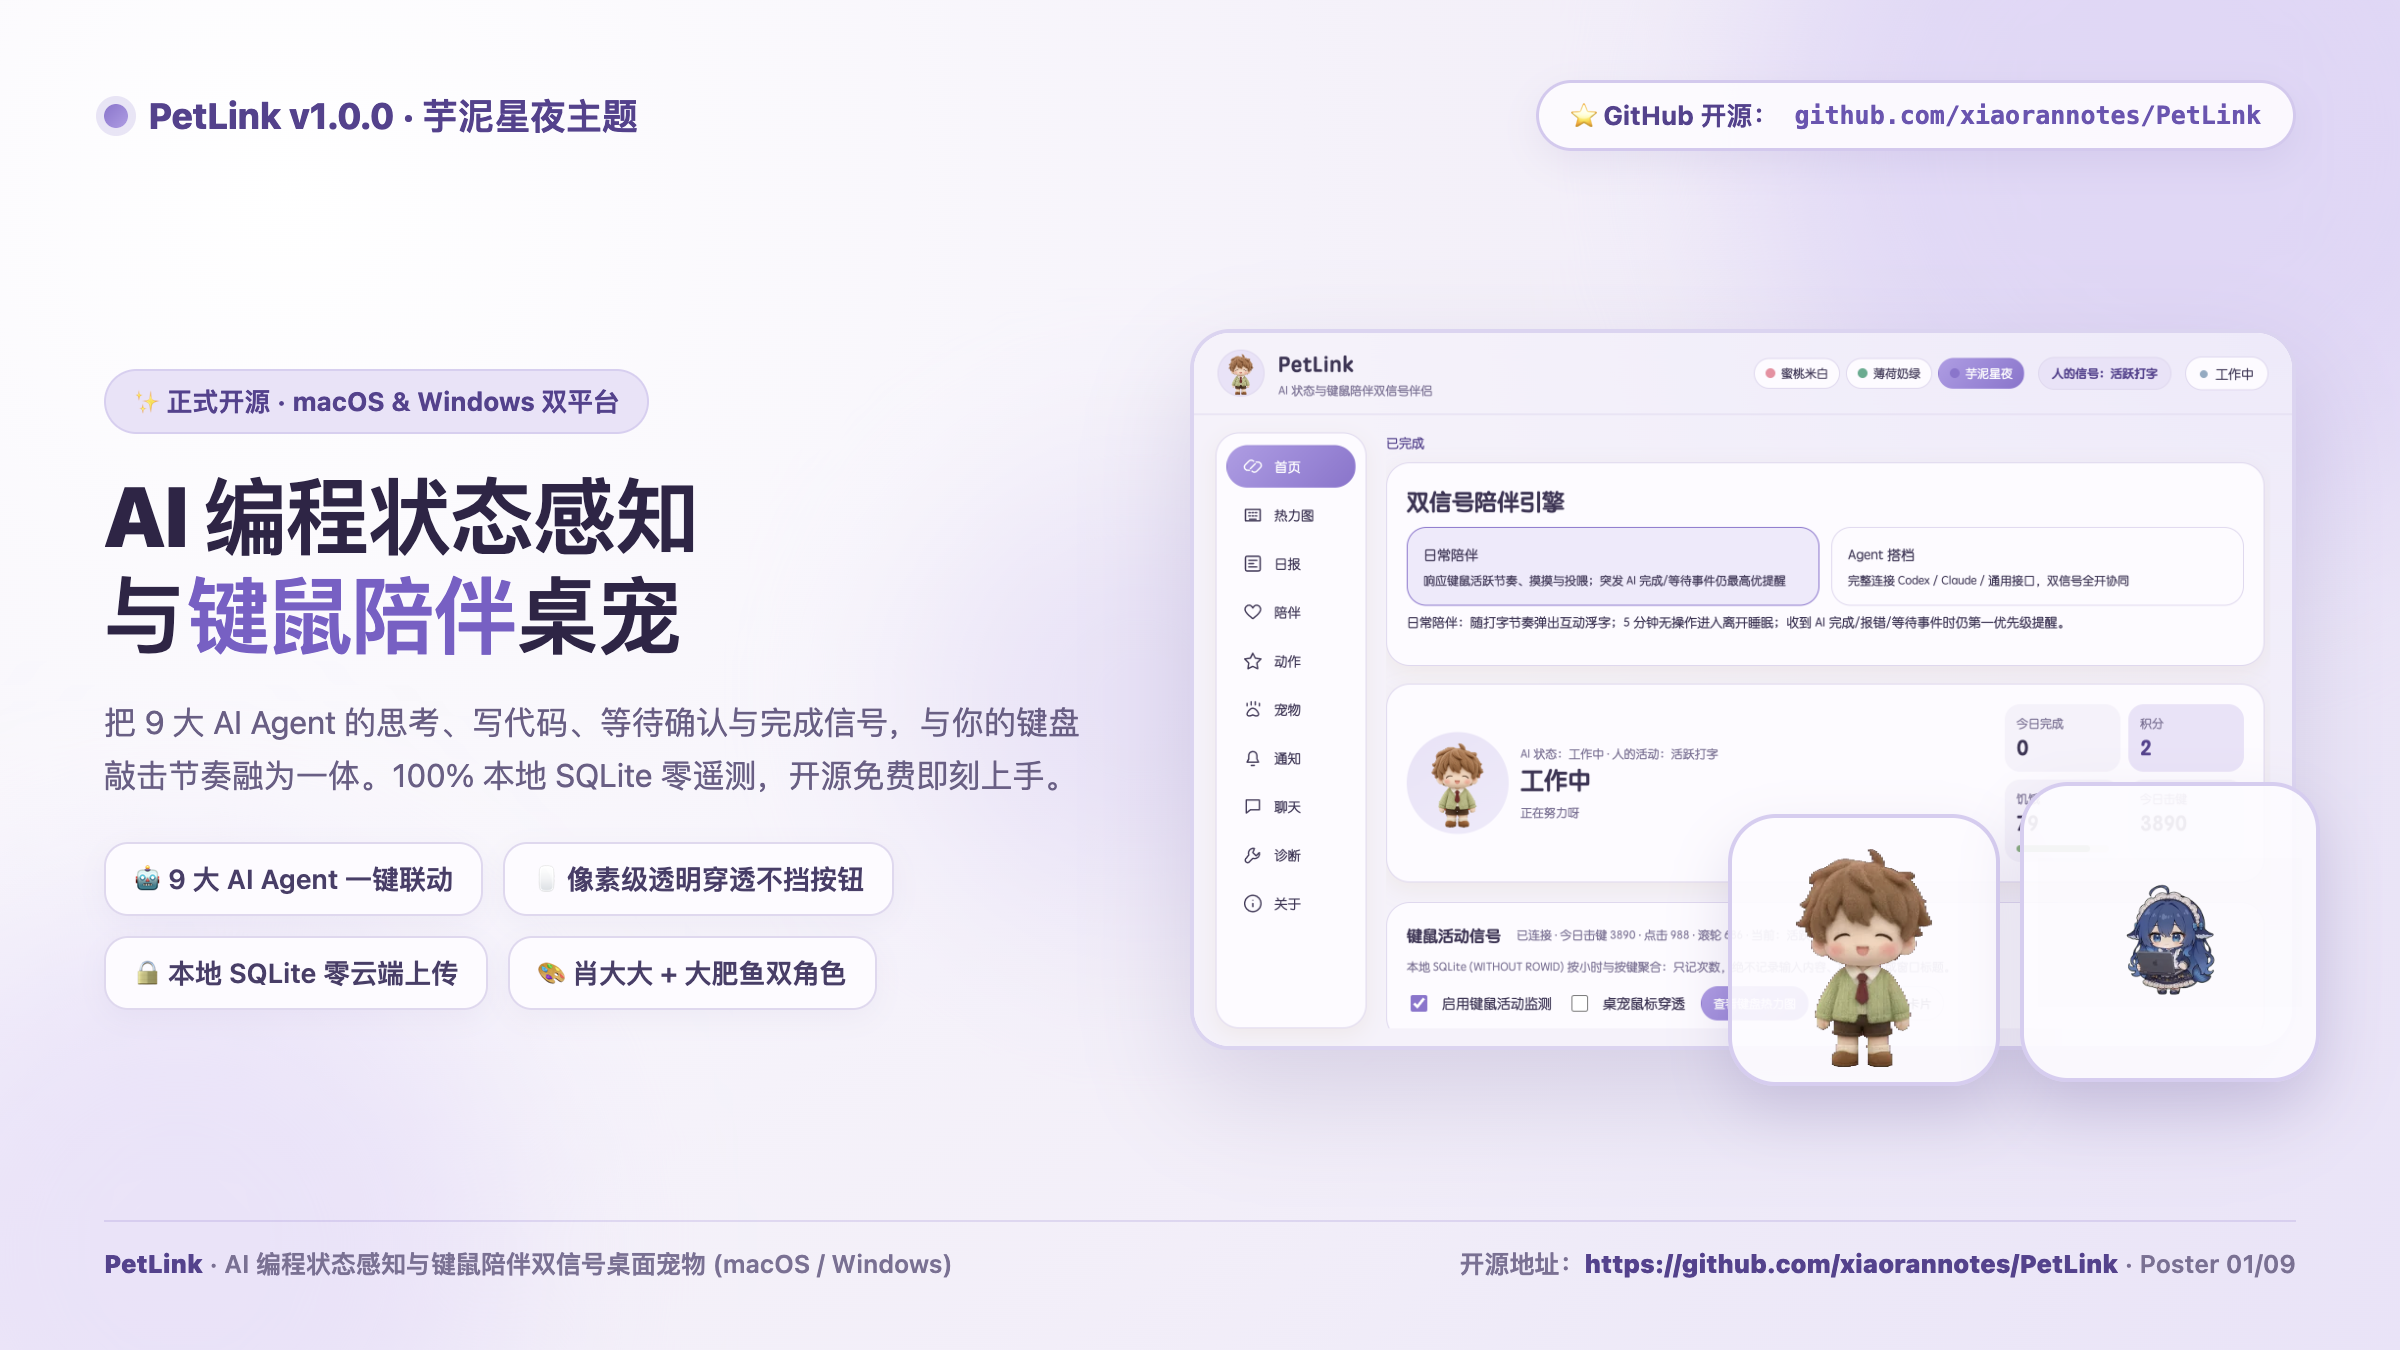 PetLink v1.0.0 · 芋泥星夜主题
⭐ GitHub 开源： github.com/xiaorannotes/PetLink
✨ 正式开源 · macOS & Windows 双平台
AI 编程状态感知
与键鼠陪伴桌宠
把 9 大 AI Agent 的思考、写代码、等待确认与完成信号，与你的键盘
敲击节奏融为一体。100% 本地 SQLite 零遥测，开源免费即刻上手。
🤖 9 大 AI Agent 一键联动
像素级透明穿透不挡按钮
🔒 本地 SQLite 零云端上传
🎨 肖大大 + 大肥鱼双角色
PetLink
AI 状态与键鼠陪伴双信号伴侣
蜜桃米白
薄荷奶绿
芋泥星夜
人的信号：活跃打字
工作中
首页
热力图
日报
陪伴
动作
宠物
通知
聊天
诊断
关于
已完成
双信号陪伴引擎
日常陪伴
响应键鼠活跃节奏、摸摸与投喂；突发 AI 完成/等待事件仍最高优提醒
Agent 搭档
完整连接 Codex / Claude / 通用接口，双信号全开协同
日常陪伴：随打字节奏弹出互动浮字；5 分钟无操作进入离开睡眠；收到 AI 完成/报错/等待事件时仍第一优先级提醒。
AI 状态：工作中 · 人的活动：活跃打字
工作中
正在努力呀
今日完成
0
积分
2
79
今日击键
3890
键鼠活动信号
已连接 · 今日击键 3890 · 点击 988 · 滚轮
本地 SQLite (WITHOUT ROWID) 按小时与按键聚合：只记次数，
启用键鼠活动监测
桌宠鼠标穿透
PetLink · AI 编程状态感知与键鼠陪伴双信号桌面宠物 (macOS / Windows)
开源地址：https://github.com/xiaorannotes/PetLink · Poster 01/09